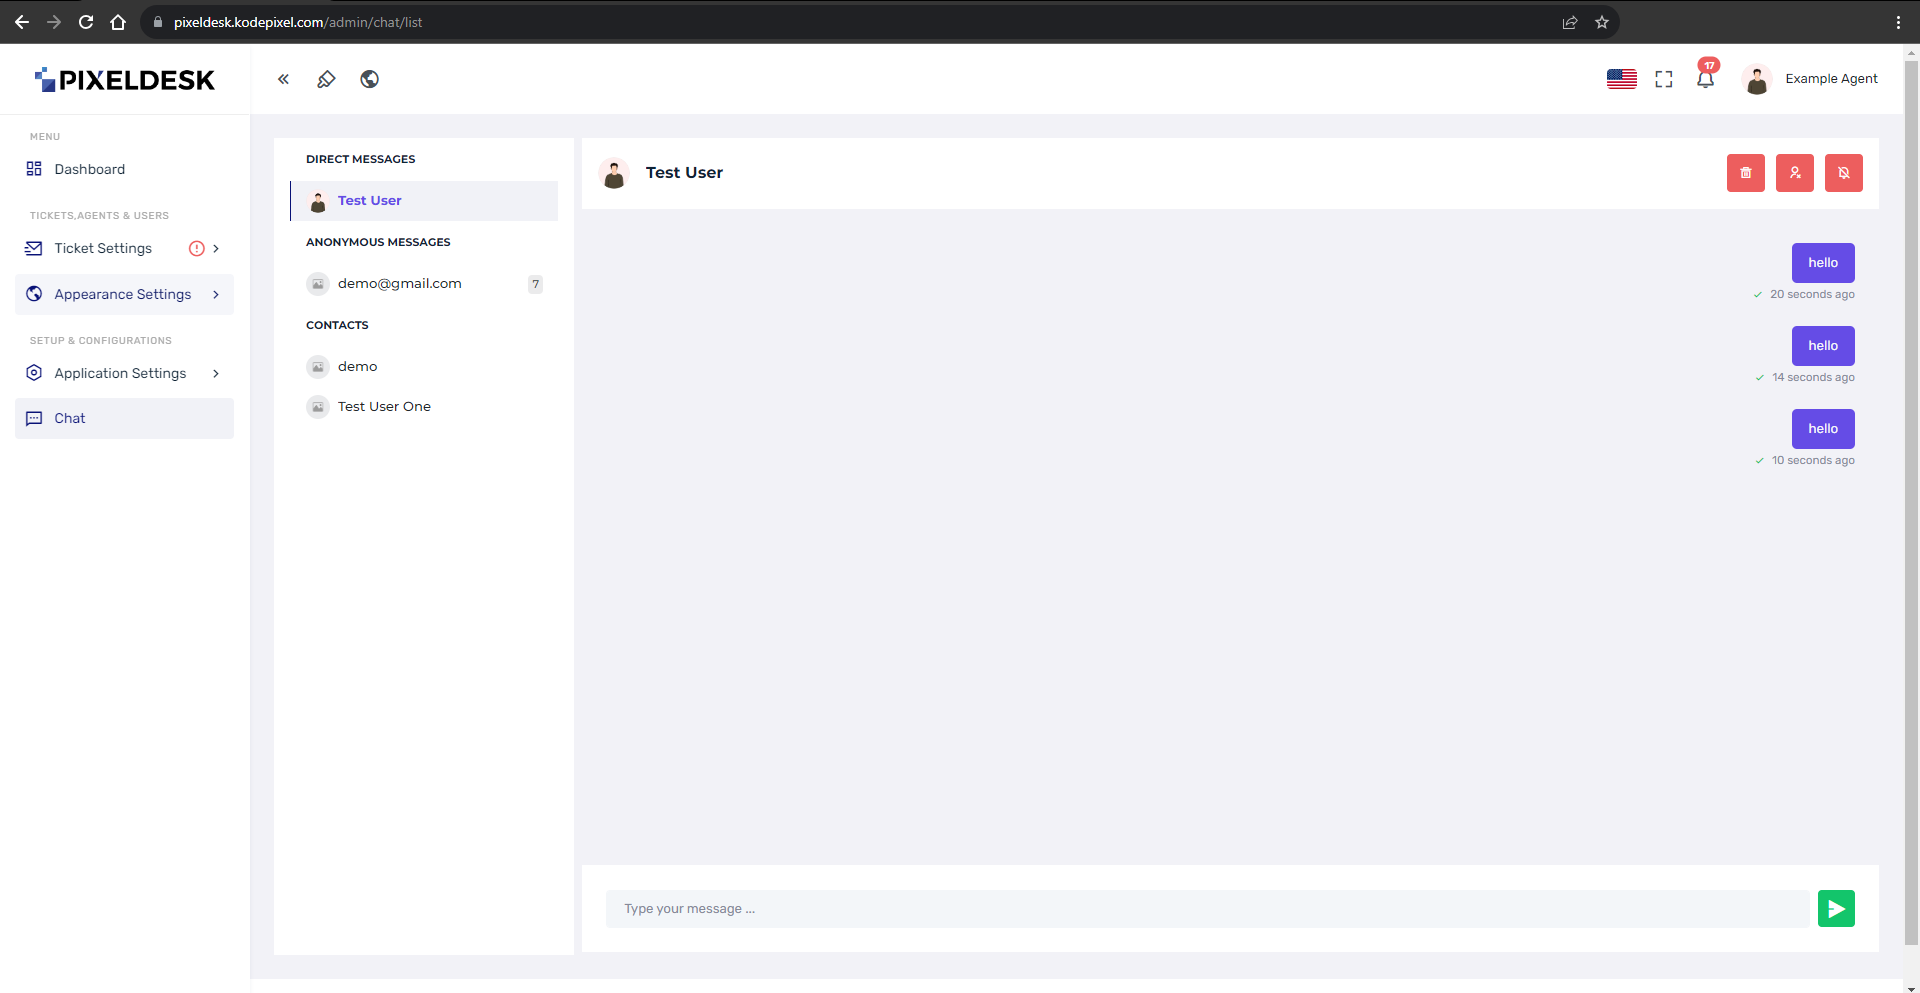 pixeldesk.kodepixel.com/admin/chat/list
PIXELDESK
17
Example Agent
MENU
Dashboard
TICKETS,AGENTS & USERS
Ticket Settings
Appearance Settings
SETUP & CONFIGURATIONS
Application Settings
Chat
DIRECT MESSAGES
Test User
ANONYMOUS MESSAGES
demo@gmail.com 7
CONTACTS
demo
Test User One
Test User
hello
20 seconds ago
hello
14 seconds ago
hello
10 seconds ago
Type your message ...